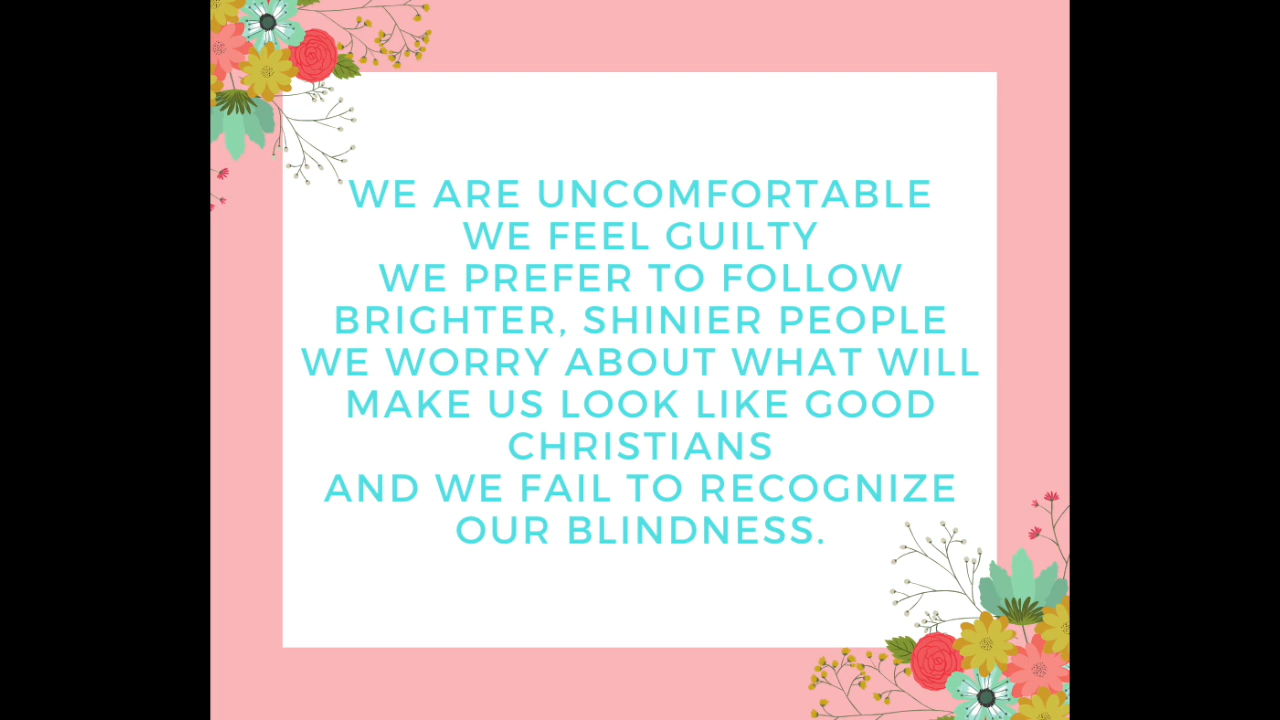 WE ARE UNCOMFORTABLE
WE FEEL GUILTY
WE PREFER TO FOLLOW
BRIGHTER, SHINIER PEOPLE
WE WORRY ABOUT WHAT WILL
MAKE US LOOK LIKE GOOD
CHRISTIANS
AND WE FAIL TO RECOGNIZE
OUR BLINDNESS.